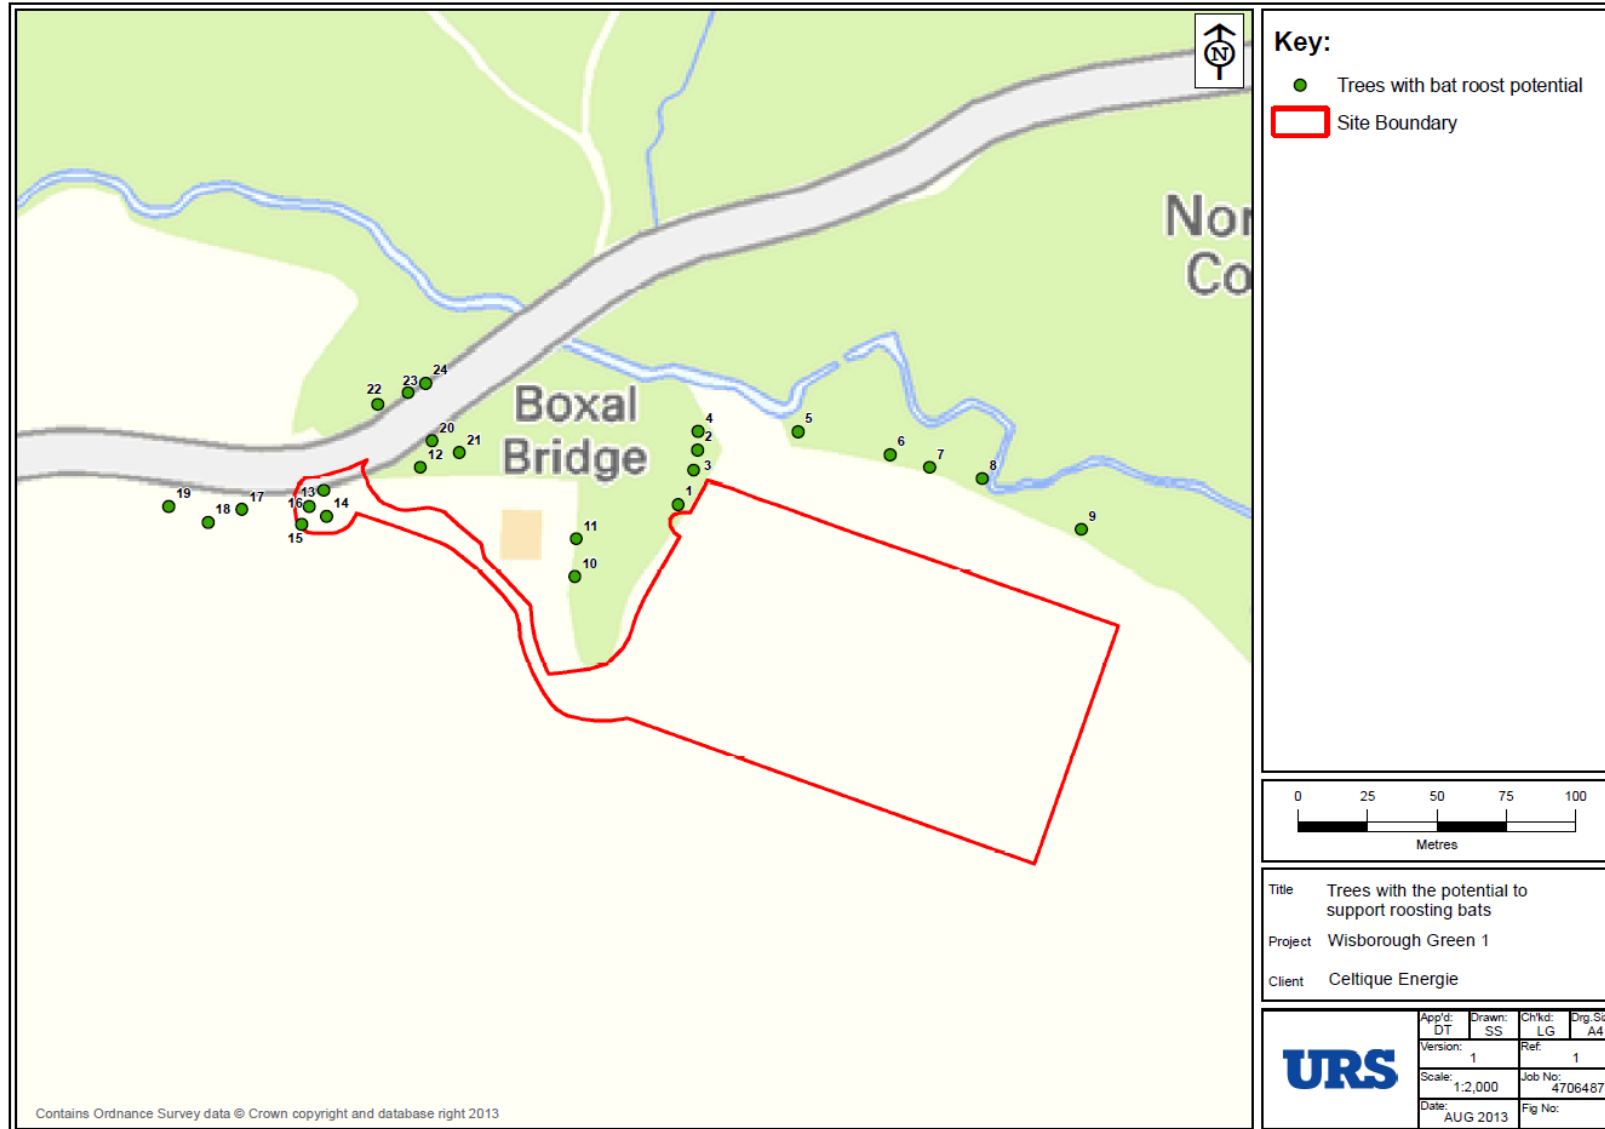 N
Nor
Co
Boxal
Bridge
24
23
22
20
21
12
4
2
3
1
5
6
7
8
9
19
18
17
13
16
14
15
11
10
Contains Ordnance Survey data © Crown copyright and database right 2013
Key:
Trees with bat roost potential
Site Boundary
0 25 50 75 100
Metres
Title Trees with the potential to
support roosting bats
Project Wisborough Green 1
Client Celtique Energie
URS
App'd: Drawn: Ch'kd: Drg.Siz
DT SS LG A4
Version: Ref:
1 1
Scale: Job No:
1:2,000 4706487
Date: Fig No:
AUG 2013